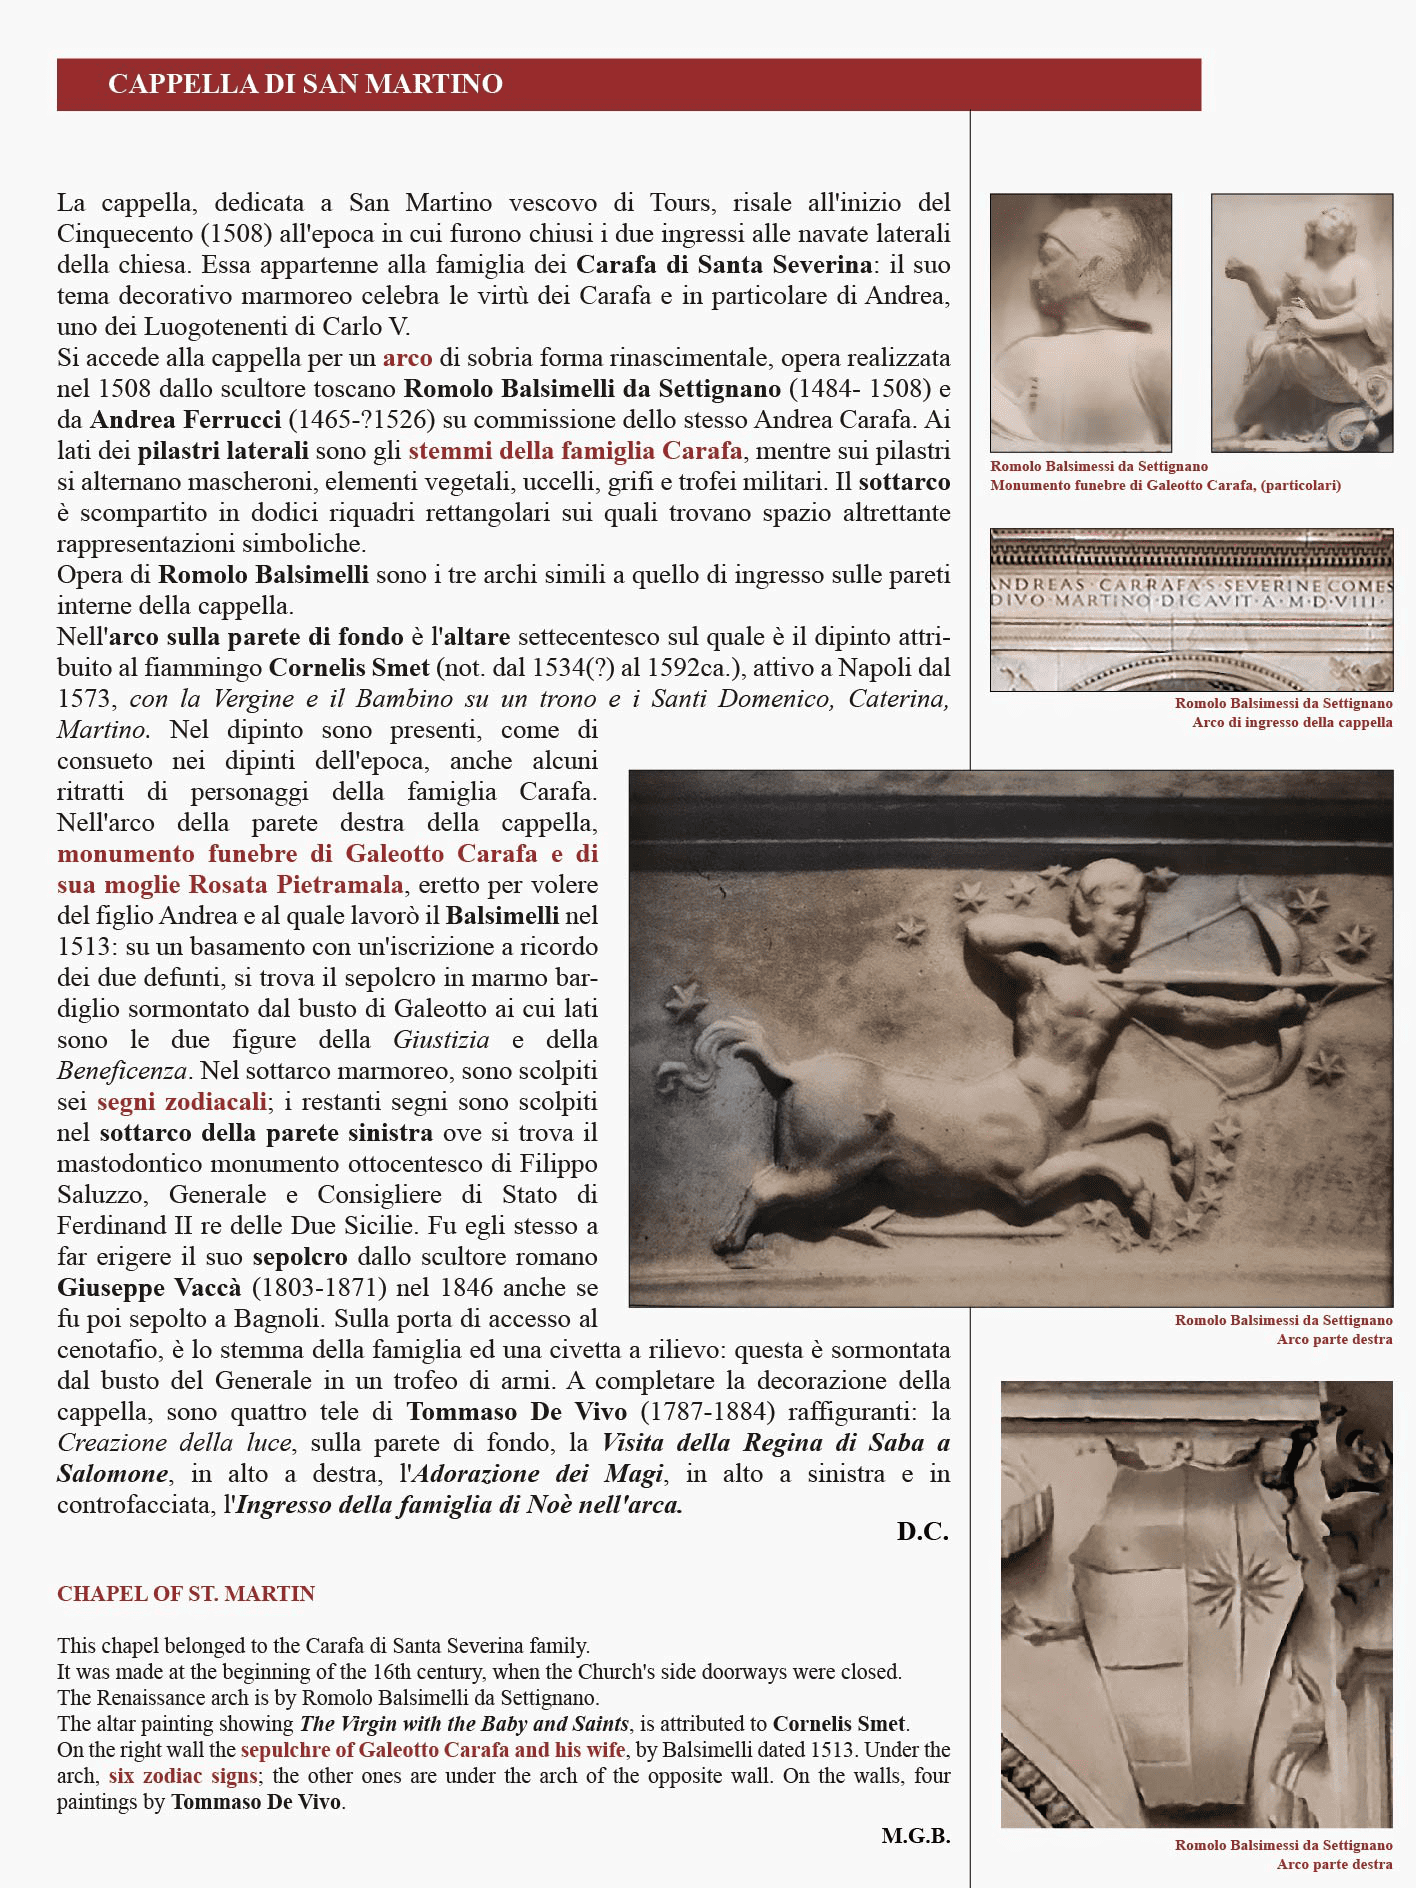 CAPPELLA DI SAN MARTINO
La cappella, dedicata a San Martino vescovo di Tours, risale all'inizio del
Cinquecento (1508) all'epoca in cui furono chiusi i due ingressi alle navate laterali
della chiesa. Essa appartenne alla famiglia dei Carafa di Santa Severina: il suo
tema decorativo marmoreo celebra le virtù dei Carafa e in particolare di Andrea,
uno dei Luogotenenti di Carlo V.
Si accede alla cappella per un arco di sobria forma rinascimentale, opera realizzata
nel 1508 dallo scultore toscano Romolo Balsimelli da Settignano (1484- 1508) e
da Andrea Ferrucci (1465-?1526) su commissione dello stesso Andrea Carafa. Ai
lati dei pilastri laterali sono gli stemmi della famiglia Carafa, mentre sui pilastri
si alternano mascheroni, elementi vegetali, uccelli, grifi e trofei militari. Il sottarco
è scompartito in dodici riquadri rettangolari sui quali trovano spazio altrettante
rappresentazioni simboliche.
Opera di Romolo Balsimelli sono i tre archi simili a quello di ingresso sulle pareti
interne della cappella.
Nell'arco sulla parete di fondo è l'altare settecentesco sul quale è il dipinto attri-
buito al fiammingo Cornelis Smet (not. dal 1534(?) al 1592ca.), attivo a Napoli dal
1573, con la Vergine e il Bambino su un trono e i Santi Domenico, Caterina,
Martino. Nel dipinto sono presenti, come di
consueto nei dipinti dell'epoca, anche alcuni
ritratti di personaggi della famiglia Carafa.
Nell'arco della parete destra della cappella,
monumento funebre di Galeotto Carafa e di
sua moglie Rosata Pietramala, eretto per volere
del figlio Andrea e al quale lavorò il Balsimelli nel
1513: su un basamento con un'iscrizione a ricordo
dei due defunti, si trova il sepolcro in marmo bar-
diglio sormontato dal busto di Galeotto ai cui lati
sono le due figure della Giustizia e della
Beneficenza. Nel sottarco marmoreo, sono scolpiti
sei segni zodiacali; i restanti segni sono scolpiti
nel sottarco della parete sinistra ove si trova il
mastodontico monumento ottocentesco di Filippo
Saluzzo, Generale e Consigliere di Stato di
Ferdinand II re delle Due Sicilie. Fu egli stesso a
far erigere il suo sepolcro dallo scultore romano
Giuseppe Vaccà (1803-1871) nel 1846 anche se
fu poi sepolto a Bagnoli. Sulla porta di accesso al
cenotafio, è lo stemma della famiglia ed una civetta a rilievo: questa è sormontata
dal busto del Generale in un trofeo di armi. A completare la decorazione della
cappella, sono quattro tele di Tommaso De Vivo (1787-1884) raffiguranti: la
Creazione della luce, sulla parete di fondo, la Visita della Regina di Saba a
Salomone, in alto a destra, l'Adorazione dei Magi, in alto a sinistra e in
controfacciata, l'Ingresso della famiglia di Noè nell'arca.
D.C.
CHAPEL OF ST. MARTIN
This chapel belonged to the Carafa di Santa Severina family.
It was made at the beginning of the 16th century, when the Church's side doorways were closed.
The Renaissance arch is by Romolo Balsimelli da Settignano.
The altar painting showing The Virgin with the Baby and Saints, is attributed to Cornelis Smet.
On the right wall the sepulchre of Galeotto Carafa and his wife, by Balsimelli dated 1513. Under the
arch, six zodiac signs; the other ones are under the arch of the opposite wall. On the walls, four
paintings by Tommaso De Vivo.
M.G.B.
Romolo Balsimessi da Settignano
Monumento funebre di Galeotto Carafa, (particolari)
ANDREAS·CARRAFA·S·SEVERINE COMES
DIVO·MARTINO·DICAVIT·A·M·D·VIII·
Romolo Balsimessi da Settignano
Arco di ingresso della cappella
Romolo Balsimessi da Settignano
Arco parte destra
Romolo Balsimessi da Settignano
Arco parte destra